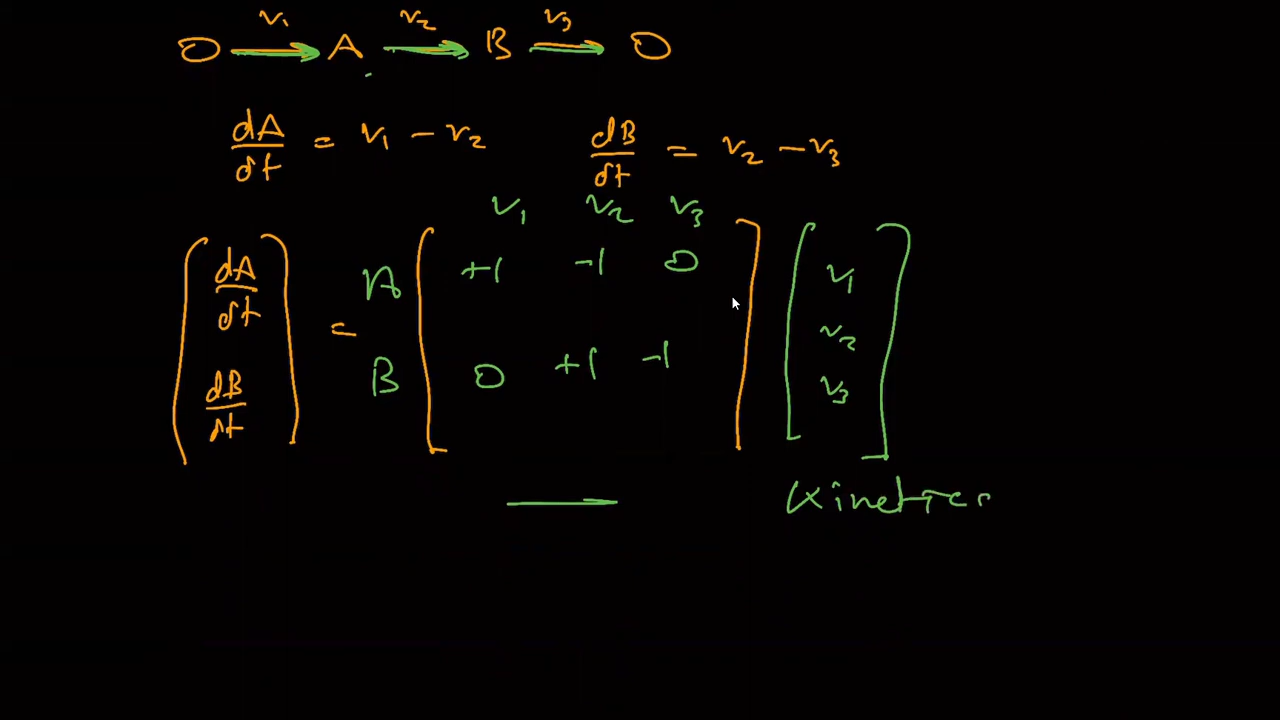 v₁ v₂ v₃
O → A → B → O
dA/dt = v₁ - v₂ dB/dt = v₂ - v₃
v₁ v₂ v₃
dA/dt A +1 -1 0 v₁
= v₂
dB/dt B 0 +1 -1 v₃
Kinetics